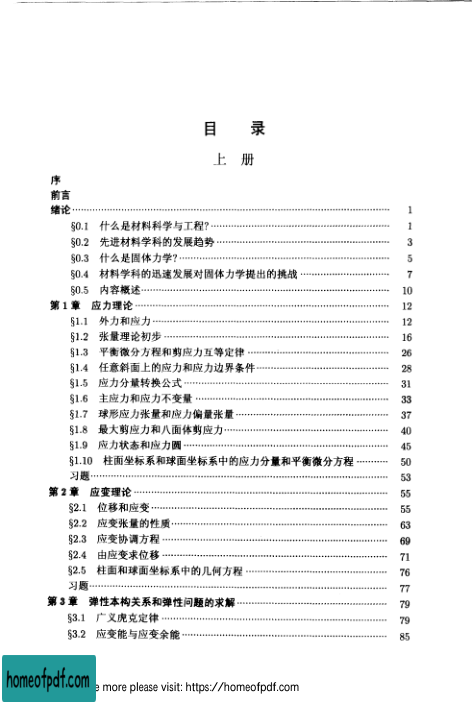 目 录
上 册
序
前言
绪论 1
§0.1 什么是材料科学与工程? 1
§0.2 先进材料学科的发展趋势 3
§0.3 什么是固体力学? 5
§0.4 材料学科的迅速发展对固体力学提出的挑战 7
§0.5 内容概述 10
第1章 应力理论 12
§1.1 外力和应力 12
§1.2 张量理论初步 16
§1.3 平衡微分方程和剪应力互等定律 26
§1.4 任意斜面上的应力和应力边界条件 28
§1.5 应力分量转换公式 31
§1.6 主应力和应力不变量 33
§1.7 球形应力张量和应力偏量张量 37
§1.8 最大剪应力和八面体剪应力 40
§1.9 应力状态和应力圆 45
§1.10 柱面坐标系和球面坐标系中的应力分量和平衡微分方程 50
习题 53
第2章 应变理论 55
§2.1 位移和应变 55
§2.2 应变张量的性质 63
§2.3 应变协调方程 69
§2.4 由应变求位移 71
§2.5 柱面和球面坐标系中的几何方程 76
习题 77
第3章 弹性本构关系和弹性问题的求解 79
§3.1 广义虎克定律 79
§3.2 应变能与应变余能 85
homeofpdf.com
e more please visit: https://homeofpdf.com